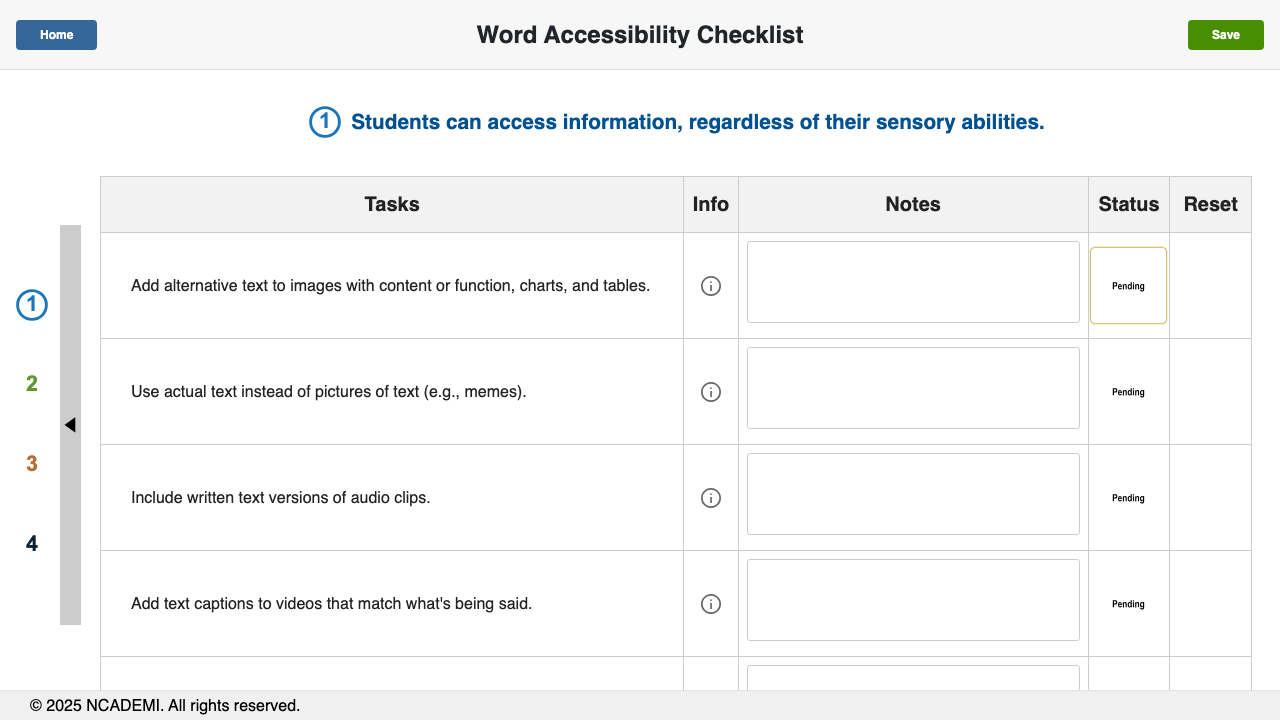 Home
Word Accessibility Checklist
Save
1 Students can access information, regardless of their sensory abilities.
Tasks Info Notes Status Reset
Add alternative text to images with content or function, charts, and tables.
Pending
Use actual text instead of pictures of text (e.g., memes).
Pending
Include written text versions of audio clips.
Pending
Add text captions to videos that match what's being said.
Pending
1
2
3
4
© 2025 NCADEMI. All rights reserved.